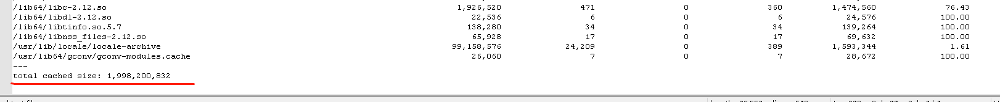 /lib64/libc-2.12.so 1,926,520 471 0 360 1,474,560 76.43
/lib64/libdl-2.12.so 22,536 6 0 6 24,576 100.00
/lib64/libtinfo.so.5.7 138,280 34 0 34 139,264 100.00
/lib64/libnss_files-2.12.so 65,928 17 0 17 69,632 100.00
/usr/lib/locale/locale-archive 99,158,576 24,209 0 389 1,593,344 1.61
/usr/lib64/gconv/gconv-modules.cache 26,060 7 0 7 28,672 100.00
---
total cached size: 1,998,200,832